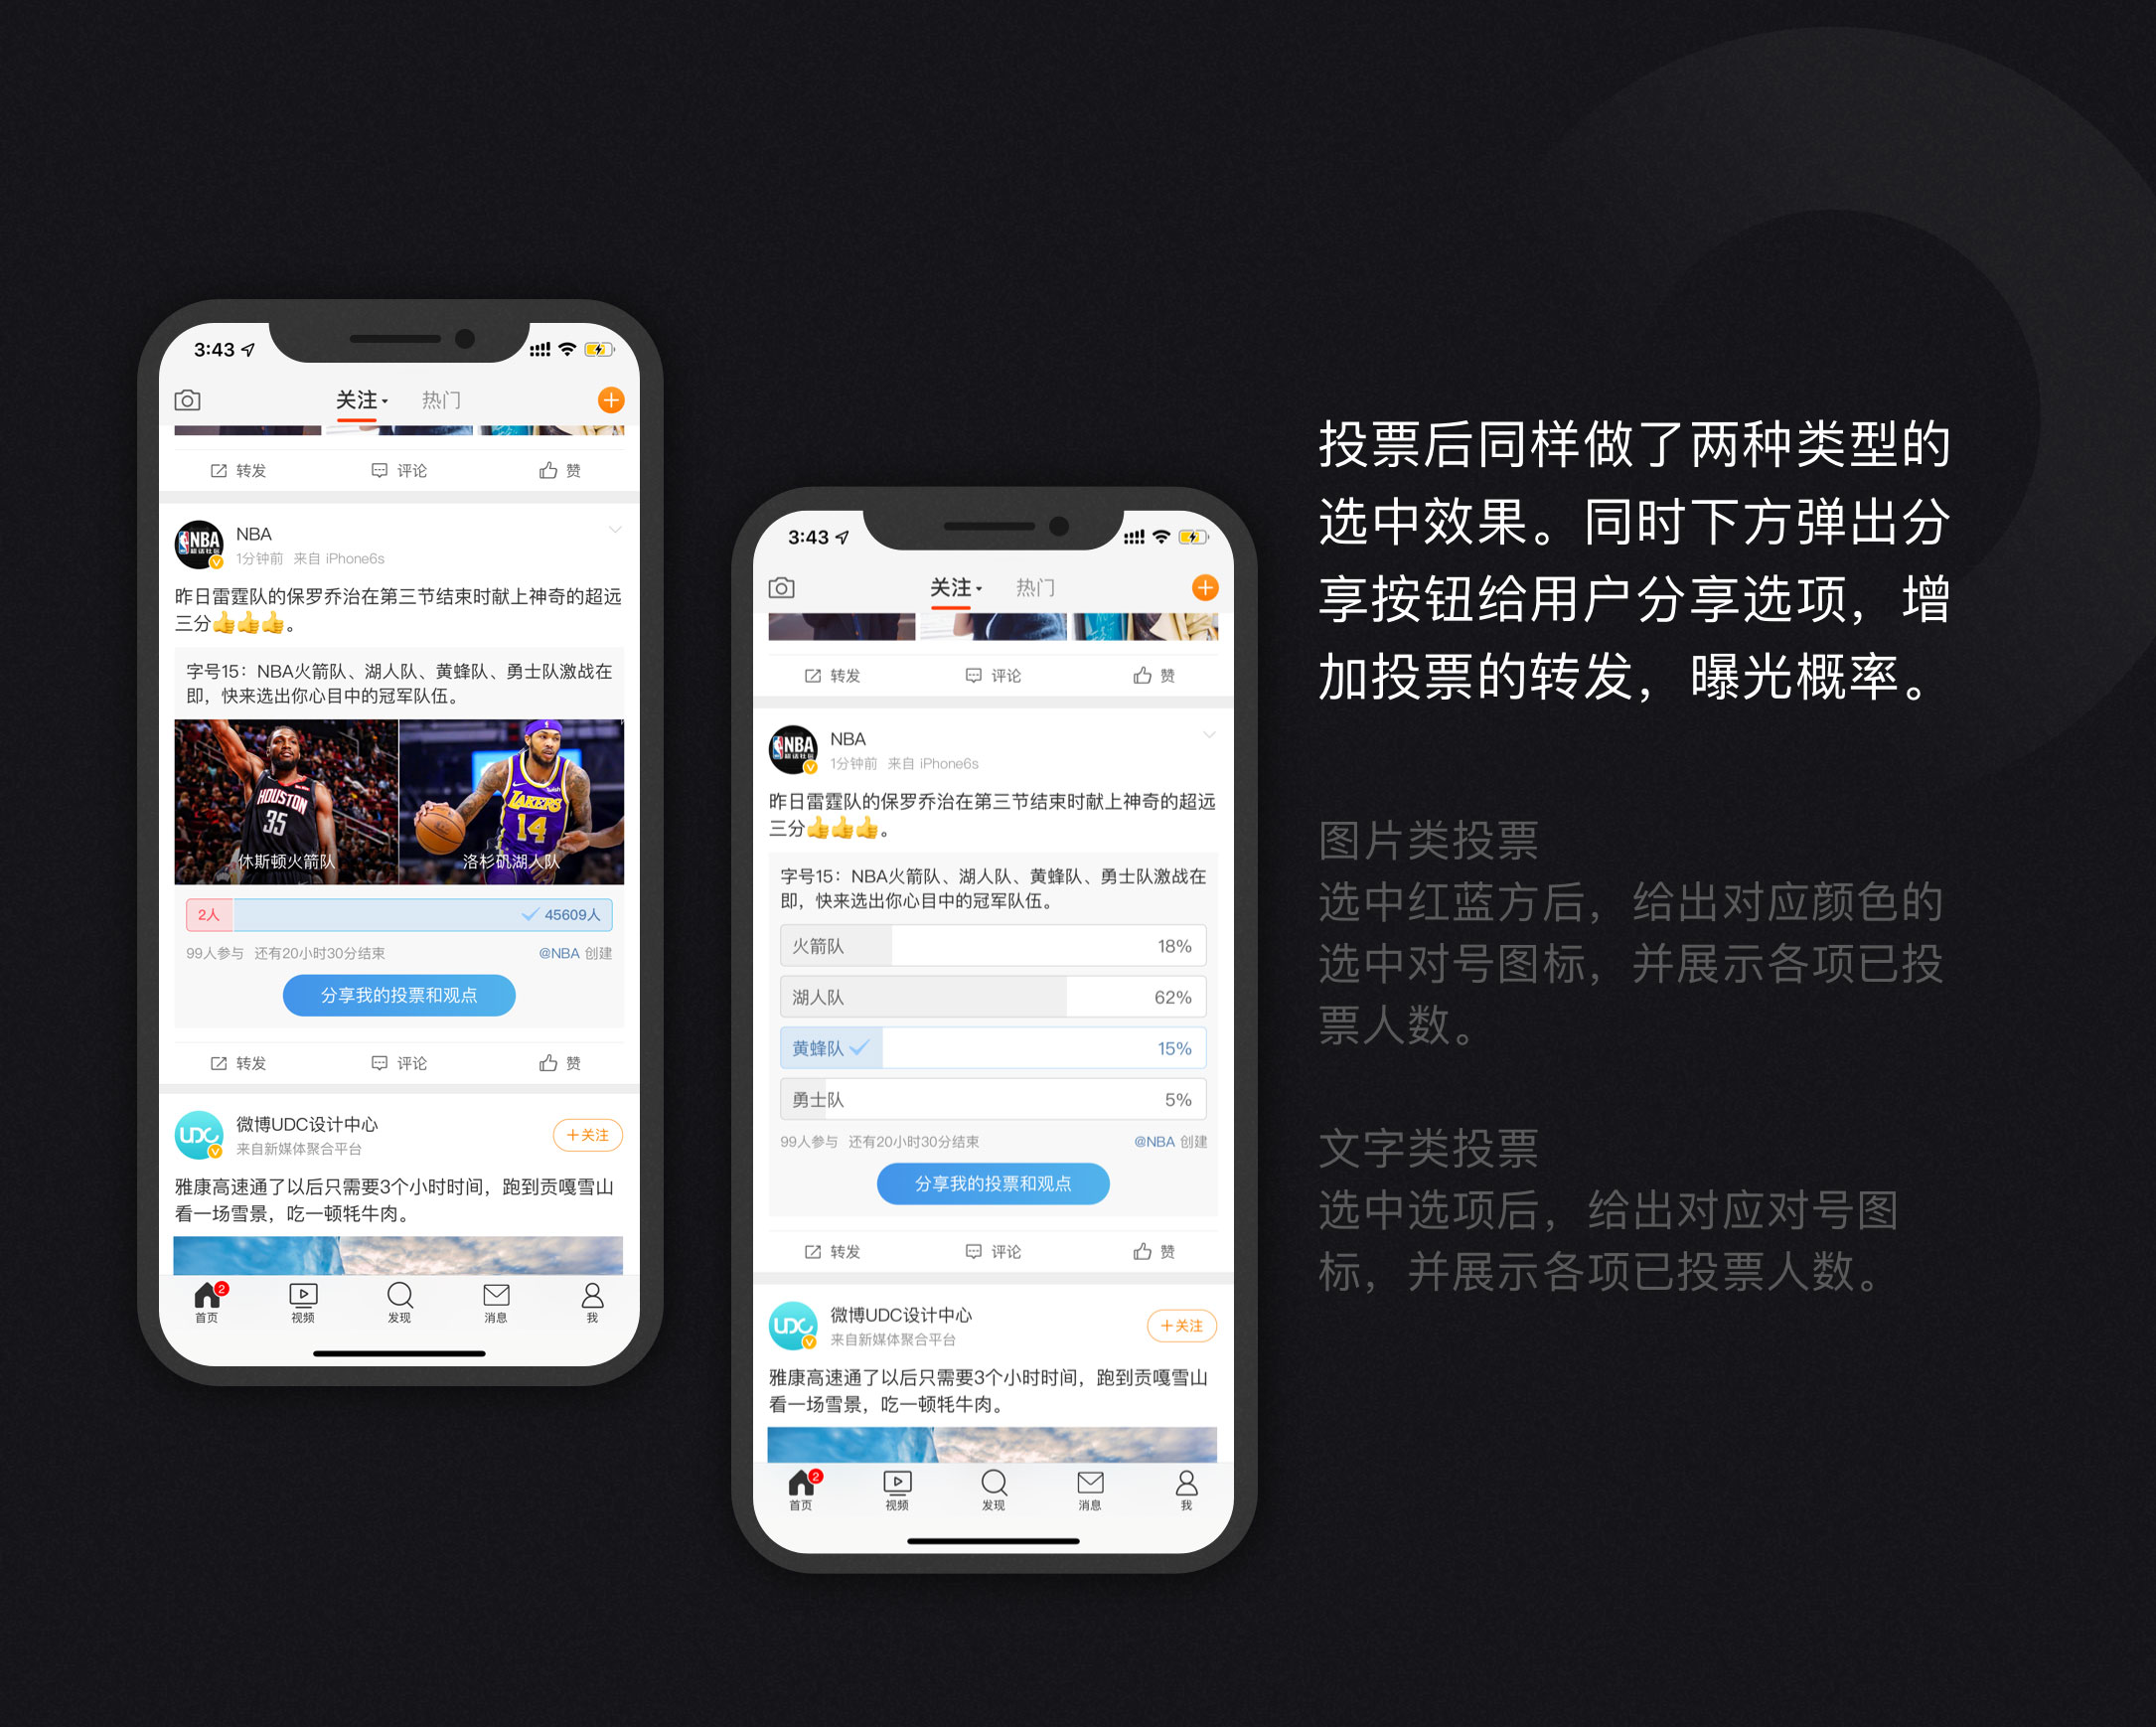 3:43
关注
热门
转发
评论
赞
NBA
NBA
1分钟前 来自 iPhone6s
昨日雷霆队的保罗乔治在第三节结束时献上神奇的超远
三分👍👍👍。
字号15：NBA火箭队、湖人队、黄蜂队、勇士队激战在
即，快来选出你心目中的冠军队伍。
HOUSTON
35
LAKERS
14
休斯顿火箭队
洛杉矶湖人队
2人
45609人
99人参与 还有20小时30分结束
@NBA 创建
分享我的投票和观点
转发
评论
赞
UDC
微博UDC设计中心
来自新媒体聚合平台
＋关注
雅康高速通了以后只需要3个小时时间，跑到贡嘎雪山
看一场雪景，吃一顿牦牛肉。
2
首页
视频
发现
消息
我
3:43
关注
热门
转发
评论
赞
NBA
NBA
1分钟前 来自 iPhone6s
昨日雷霆队的保罗乔治在第三节结束时献上神奇的超远
三分👍👍👍。
字号15：NBA火箭队、湖人队、黄蜂队、勇士队激战在
即，快来选出你心目中的冠军队伍。
火箭队 18%
湖人队 62%
黄蜂队 15%
勇士队 5%
99人参与 还有20小时30分结束
@NBA 创建
分享我的投票和观点
转发
评论
赞
UDC
微博UDC设计中心
来自新媒体聚合平台
＋关注
雅康高速通了以后只需要3个小时时间，跑到贡嘎雪山
看一场雪景，吃一顿牦牛肉。
2
首页
视频
发现
消息
我
投票后同样做了两种类型的
选中效果。同时下方弹出分
享按钮给用户分享选项，增
加投票的转发，曝光概率。
图片类投票
选中红蓝方后，给出对应颜色的
选中对号图标，并展示各项已投
票人数。
文字类投票
选中选项后，给出对应对号图
标，并展示各项已投票人数。